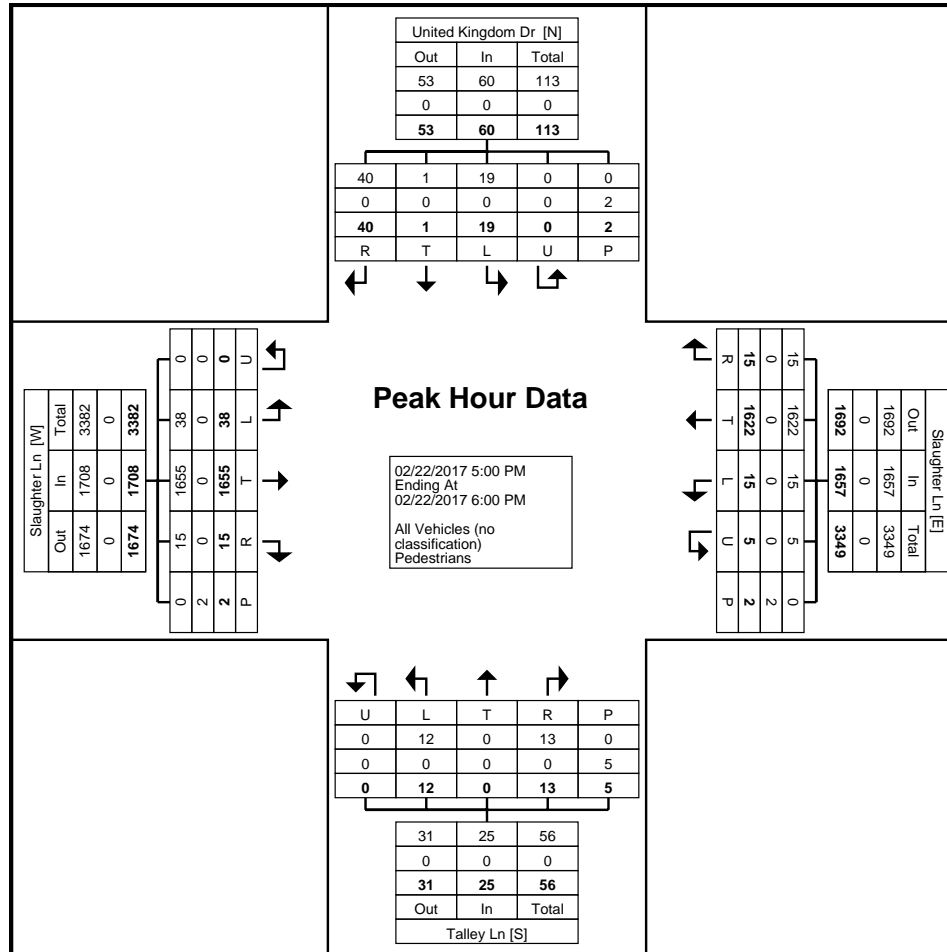 United Kingdom Dr [N]
Out In Total
53 60 113
0 0 0
53 60 113
40 1 19 0 0
0 0 0 0 2
40 1 19 0 2
R T L U P
Slaughter Ln [W]
Total In Out
3382 1708 1674
0 0 0
3382 1708 1674
0 38 1655 15 0
0 0 0 0 2
0 38 1655 15 2
U L T R P
Peak Hour Data
02/22/2017 5:00 PM
Ending At
02/22/2017 6:00 PM
All Vehicles (no
classification)
Pedestrians
R T L U P
15 1622 15 5 2
0 0 0 0 2
15 1622 15 5 0
1692 1657 3349
0 0 0
1692 1657 3349
Out In Total
Slaughter Ln [E]
U L T R P
0 12 0 13 0
0 0 0 0 5
0 12 0 13 5
31 25 56
0 0 0
31 25 56
Out In Total
Talley Ln [S]